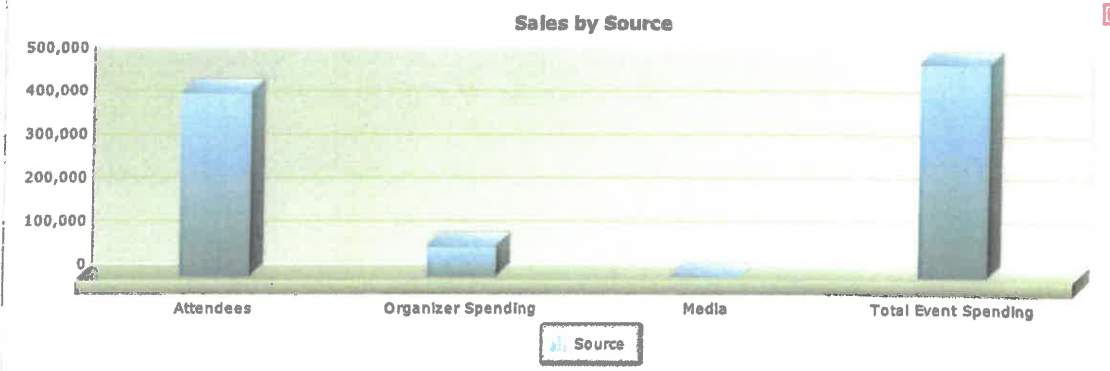 Sales by Source
500,000
400,000
300,000
200,000
100,000
0
Attendees Organizer Spending Media Total Event Spending
Source